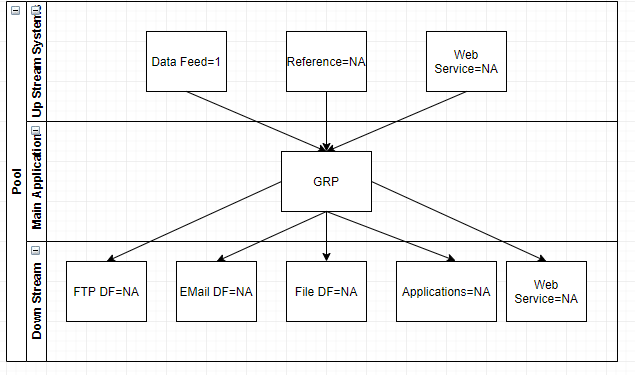 Pool
Up Stream Systems
Data Feed=1
Reference=NA
Web
Service=NA
Main Application
GRP
Down Stream
FTP DF=NA
EMail DF=NA
File DF=NA
Applications=NA
Web
Service=NA